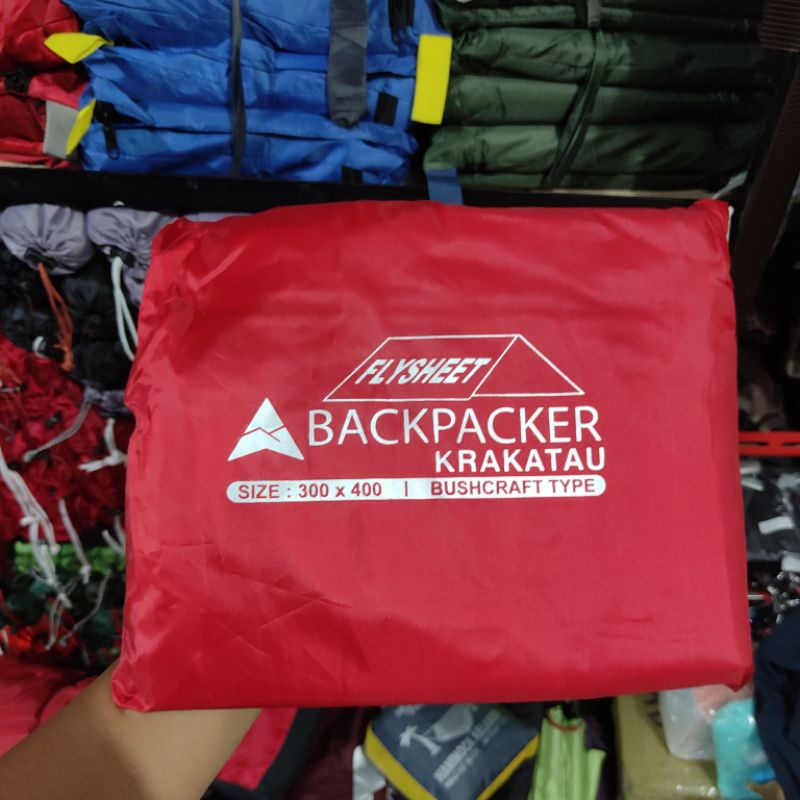 FLYSHEET
BACKPACKER
KRAKATAU
SIZE : 300 x 400 | BUSHCRAFT TYPE